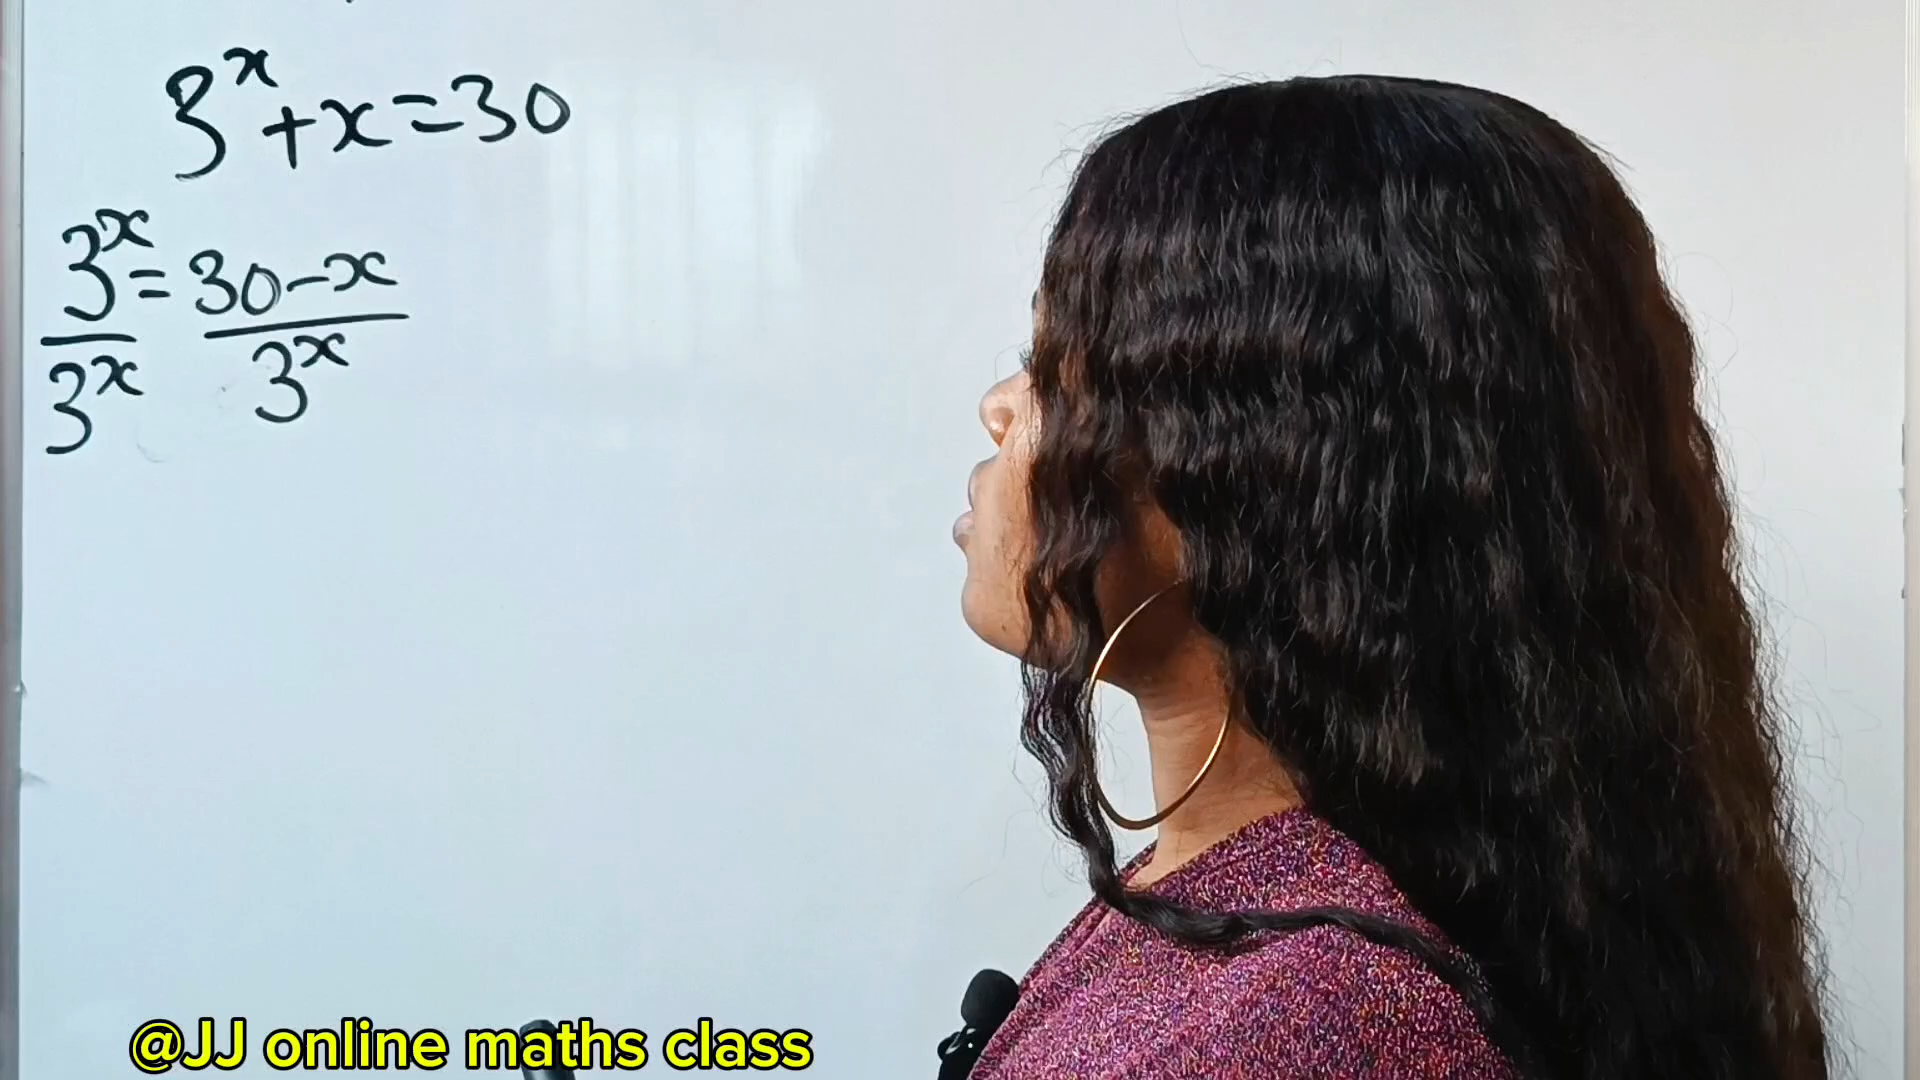 3^x + x = 30
3^x = 30 - x
3^x 3^x
@JJ online maths class